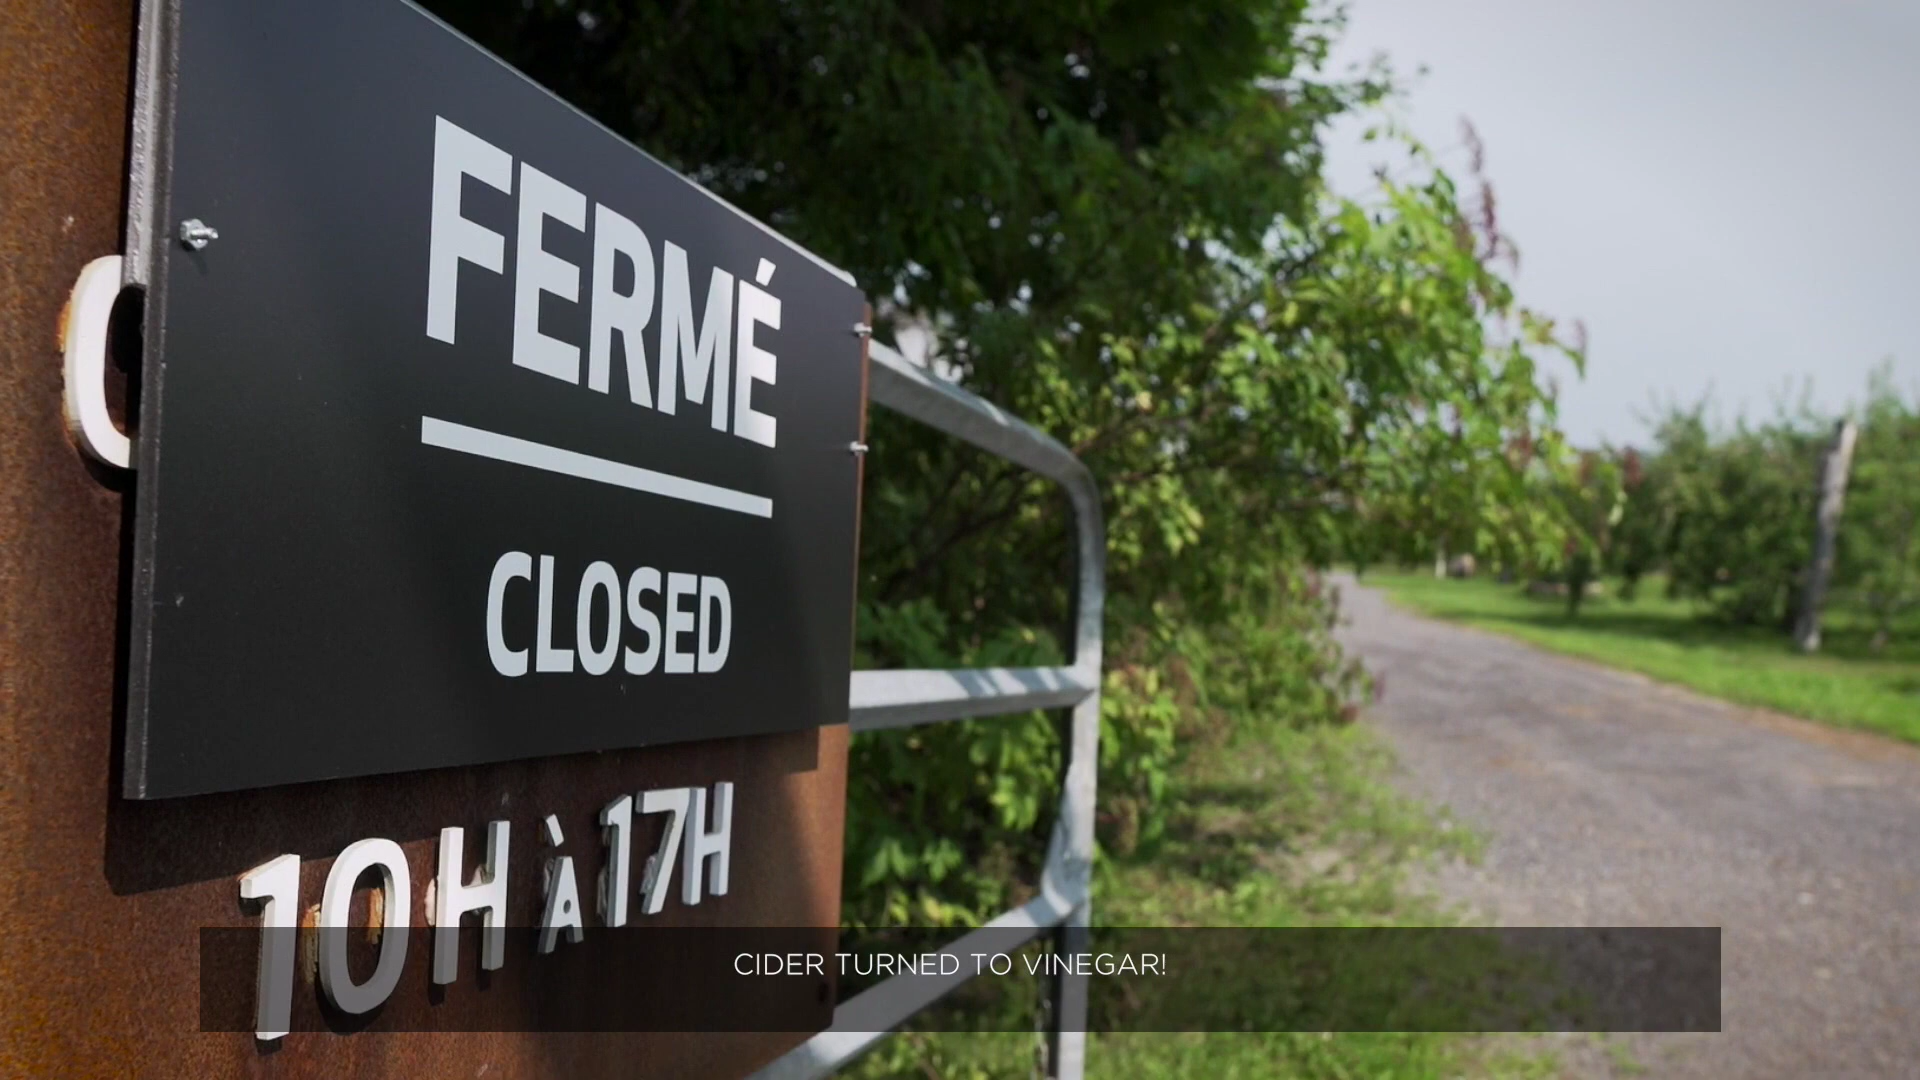 FERMÉ
CLOSED
10H À 17H
CIDER TURNED TO VINEGAR!